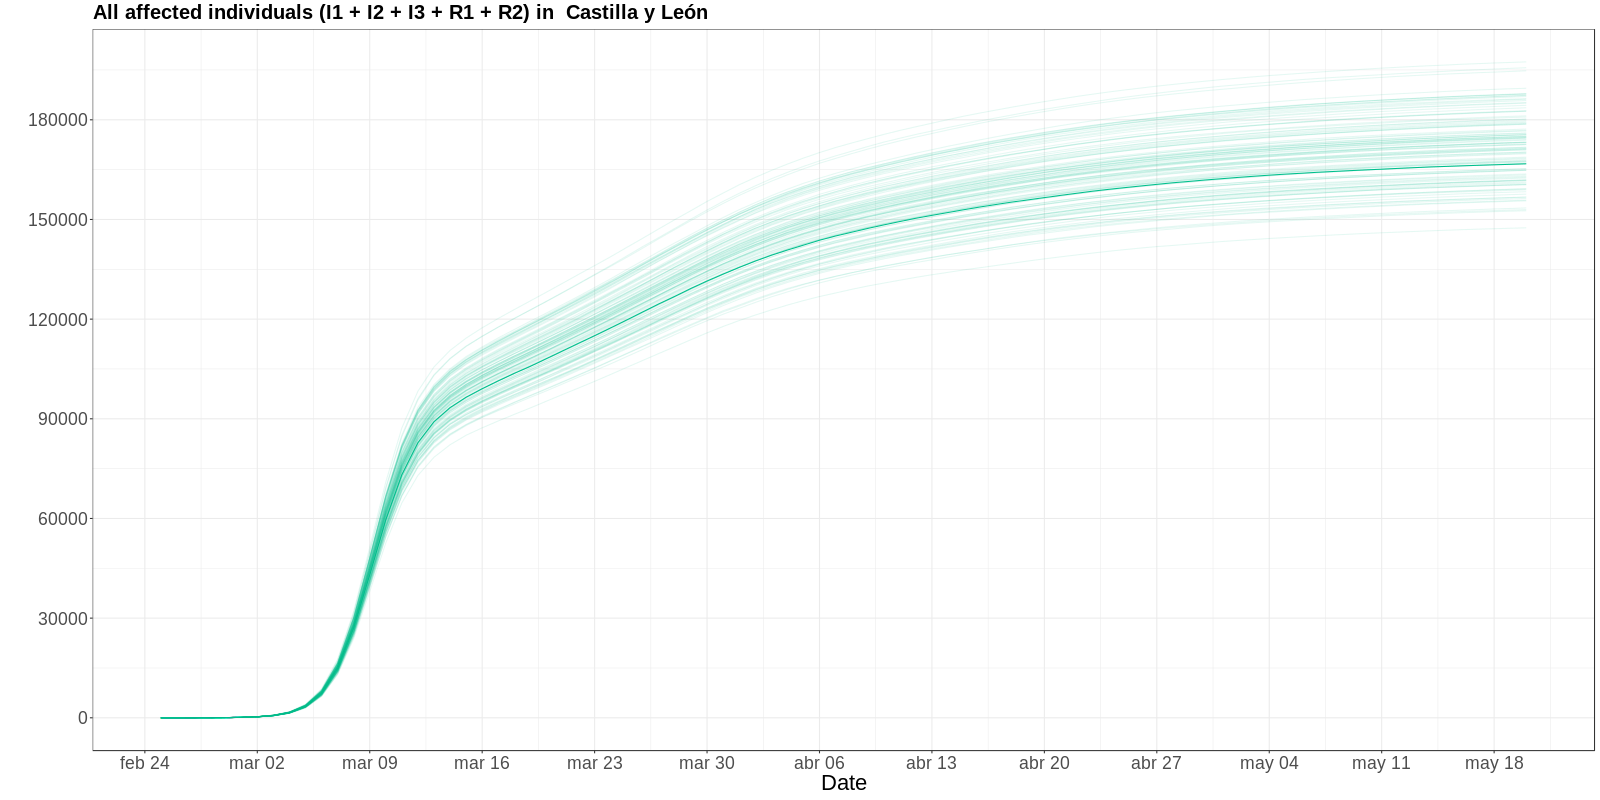 All affected individuals (I1 + I2 + I3 + R1 + R2) in  Castilla y León
180000
150000
120000
90000
60000
30000
0
feb 24 mar 02 mar 09 mar 16 mar 23 mar 30 abr 06 abr 13 abr 20 abr 27 may 04 may 11 may 18
Date